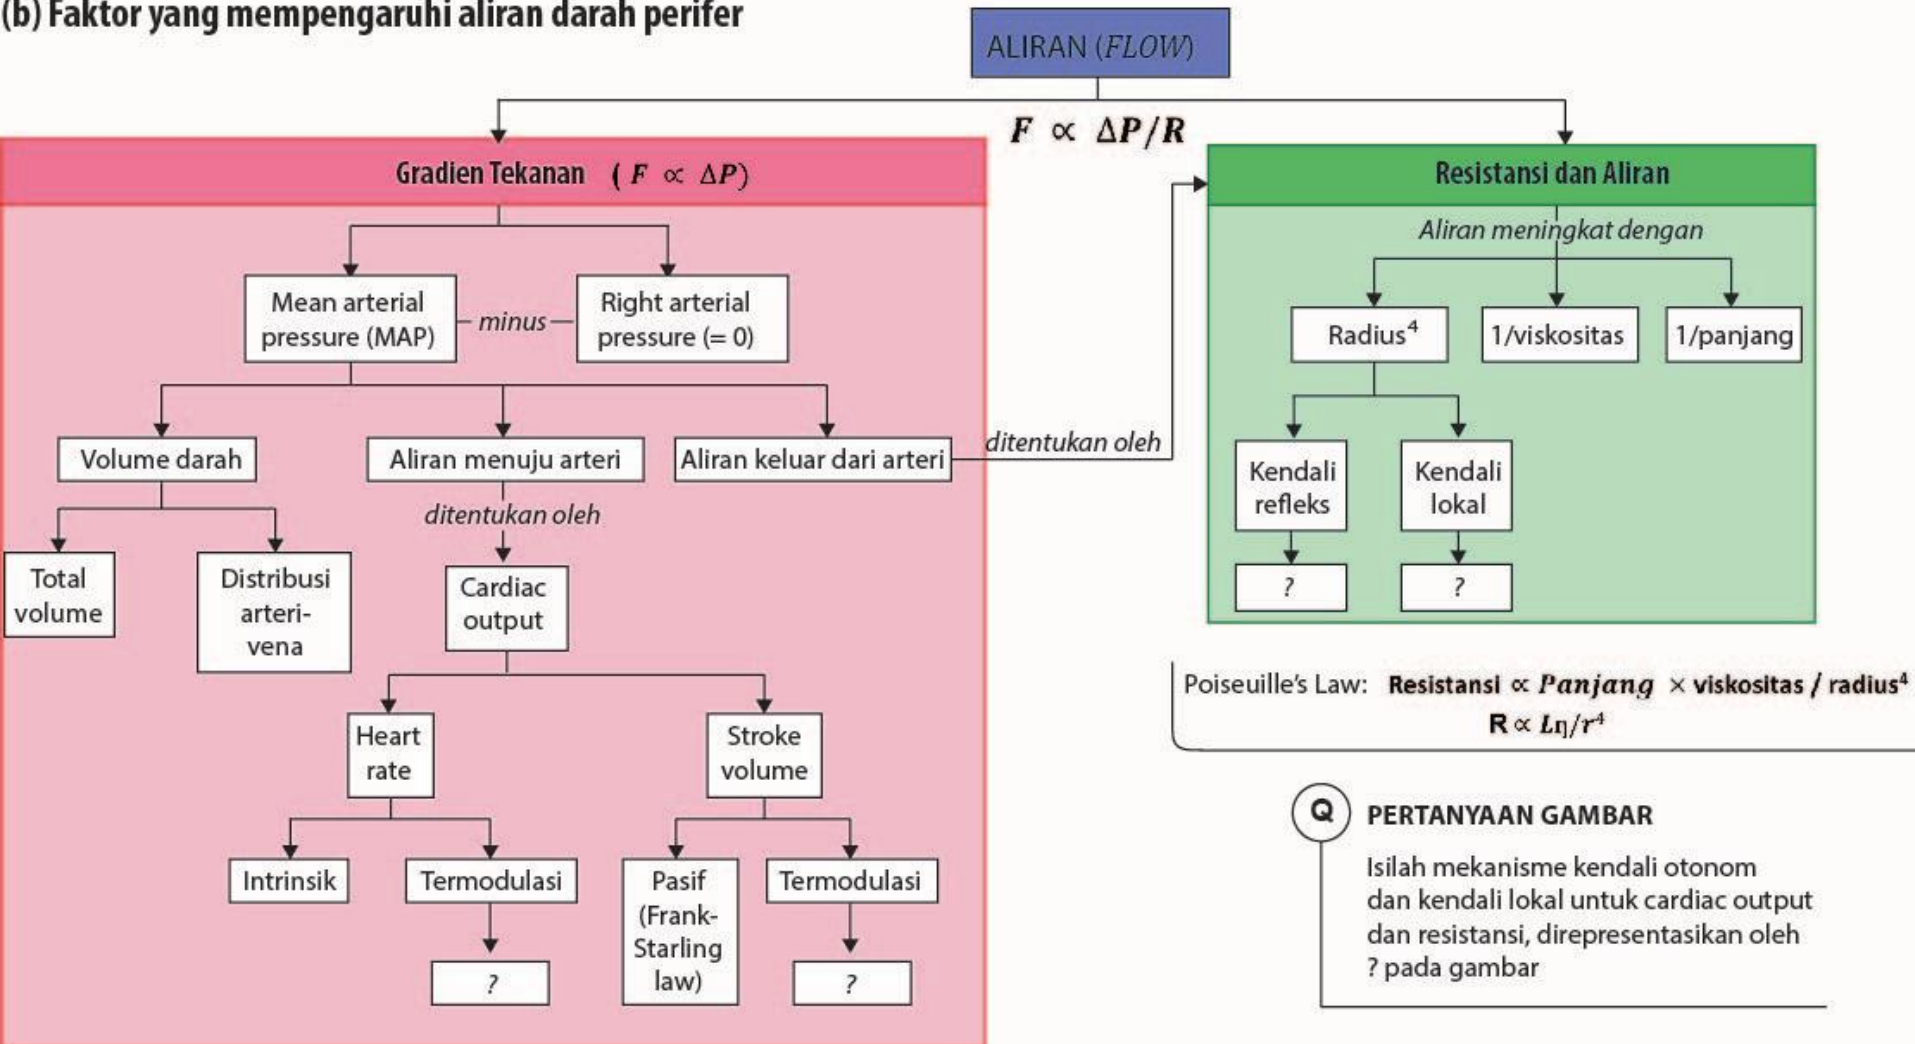 (b) Faktor yang mempengaruhi aliran darah perifer
ALIRAN (FLOW)
F ∝ ΔP/R
Gradien Tekanan ( F ∝ ΔP)
Mean arterial
pressure (MAP)
minus
Right arterial
pressure (= 0)
Volume darah
Aliran menuju arteri
Aliran keluar dari arteri
ditentukan oleh
Total
volume
Distribusi
arteri-
vena
ditentukan oleh
Cardiac
output
Heart
rate
Stroke
volume
Intrinsik
Termodulasi
Pasif
(Frank-
Starling
law)
Termodulasi
?
?
Resistansi dan Aliran
Aliran meningkat dengan
Radius⁴
1/viskositas
1/panjang
Kendali
refleks
Kendali
lokal
?
?
Poiseuille's Law: Resistansi ∝ Panjang × viskositas / radius⁴
R ∝ Lη/r⁴
Q PERTANYAAN GAMBAR
Isilah mekanisme kendali otonom
dan kendali lokal untuk cardiac output
dan resistansi, direpresentasikan oleh
? pada gambar